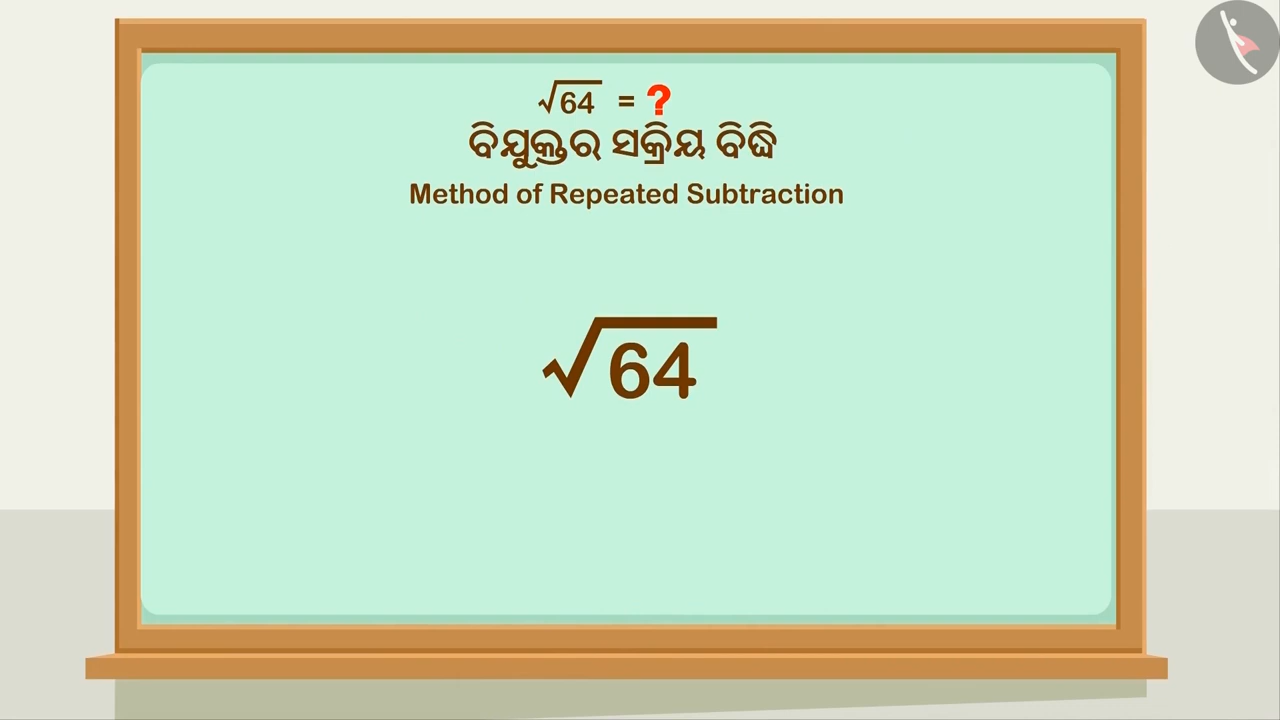 √64 = ?
ବିଯୁକ୍ତର ସକ୍ରିୟ ବିଦ୍ଧି
Method of Repeated Subtraction
√64